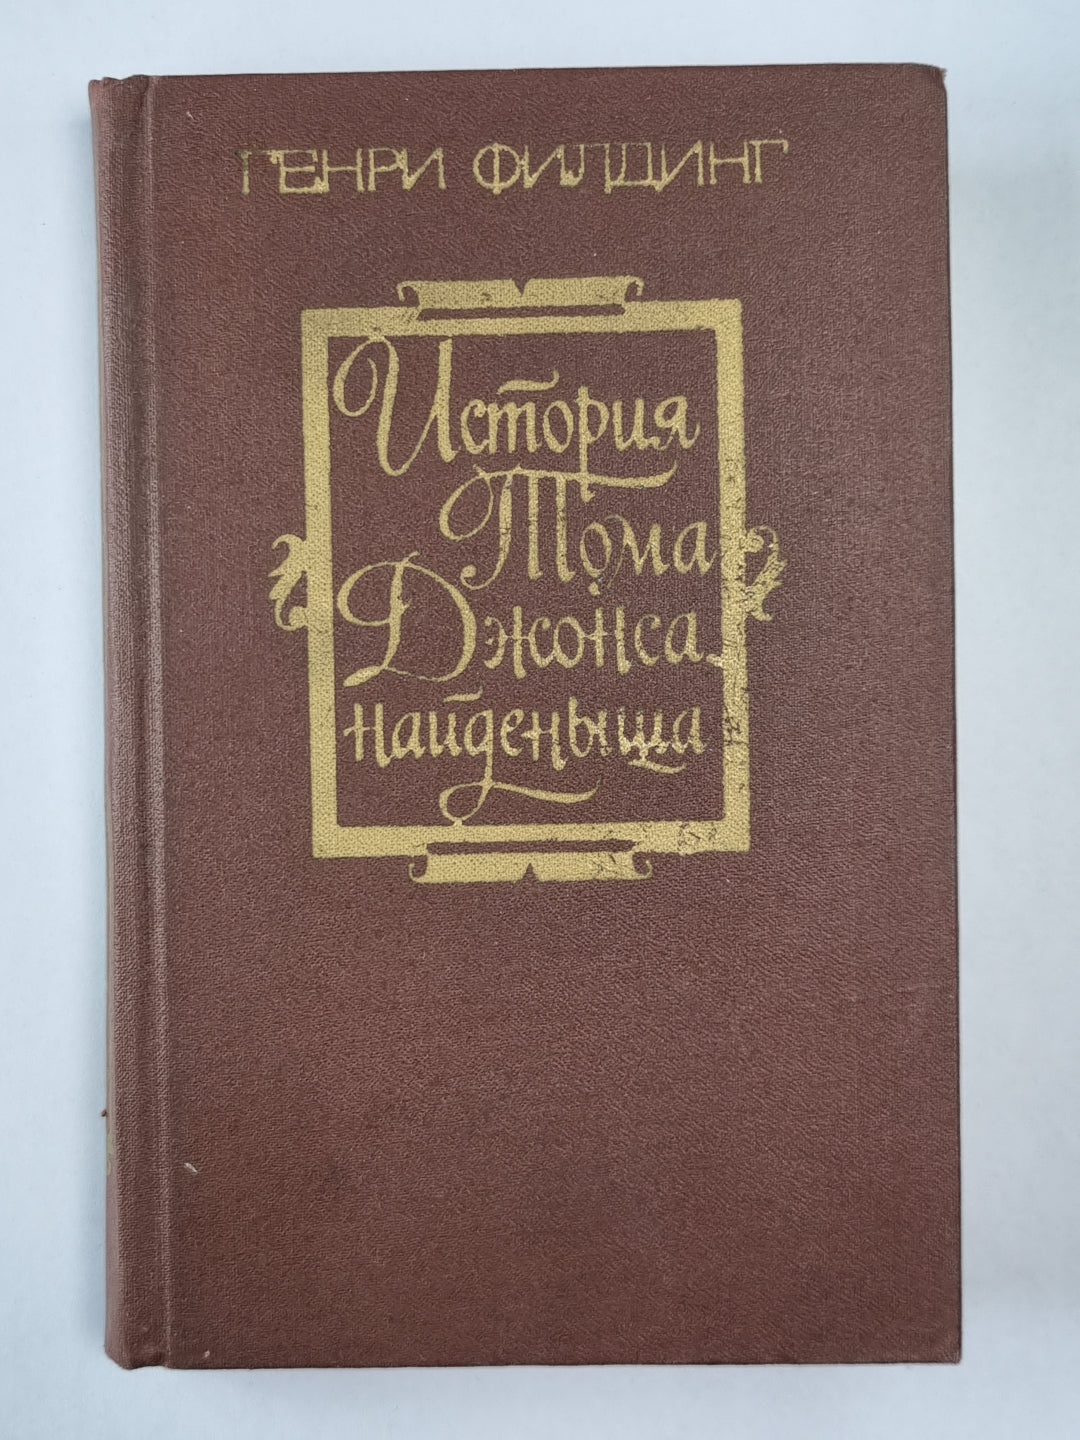 ГЕНРИ ФИЛДИНГ
История
Тома
Джонса,
найденыша